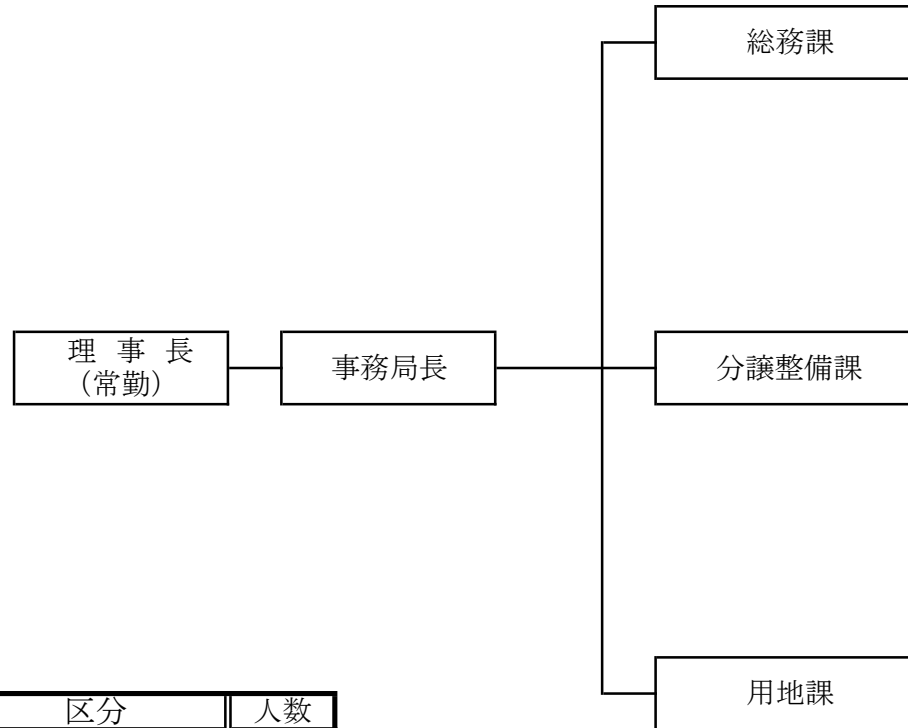 総務課
理 事 長
（常勤）
事務局長
分譲整備課
用地課
区分 人数